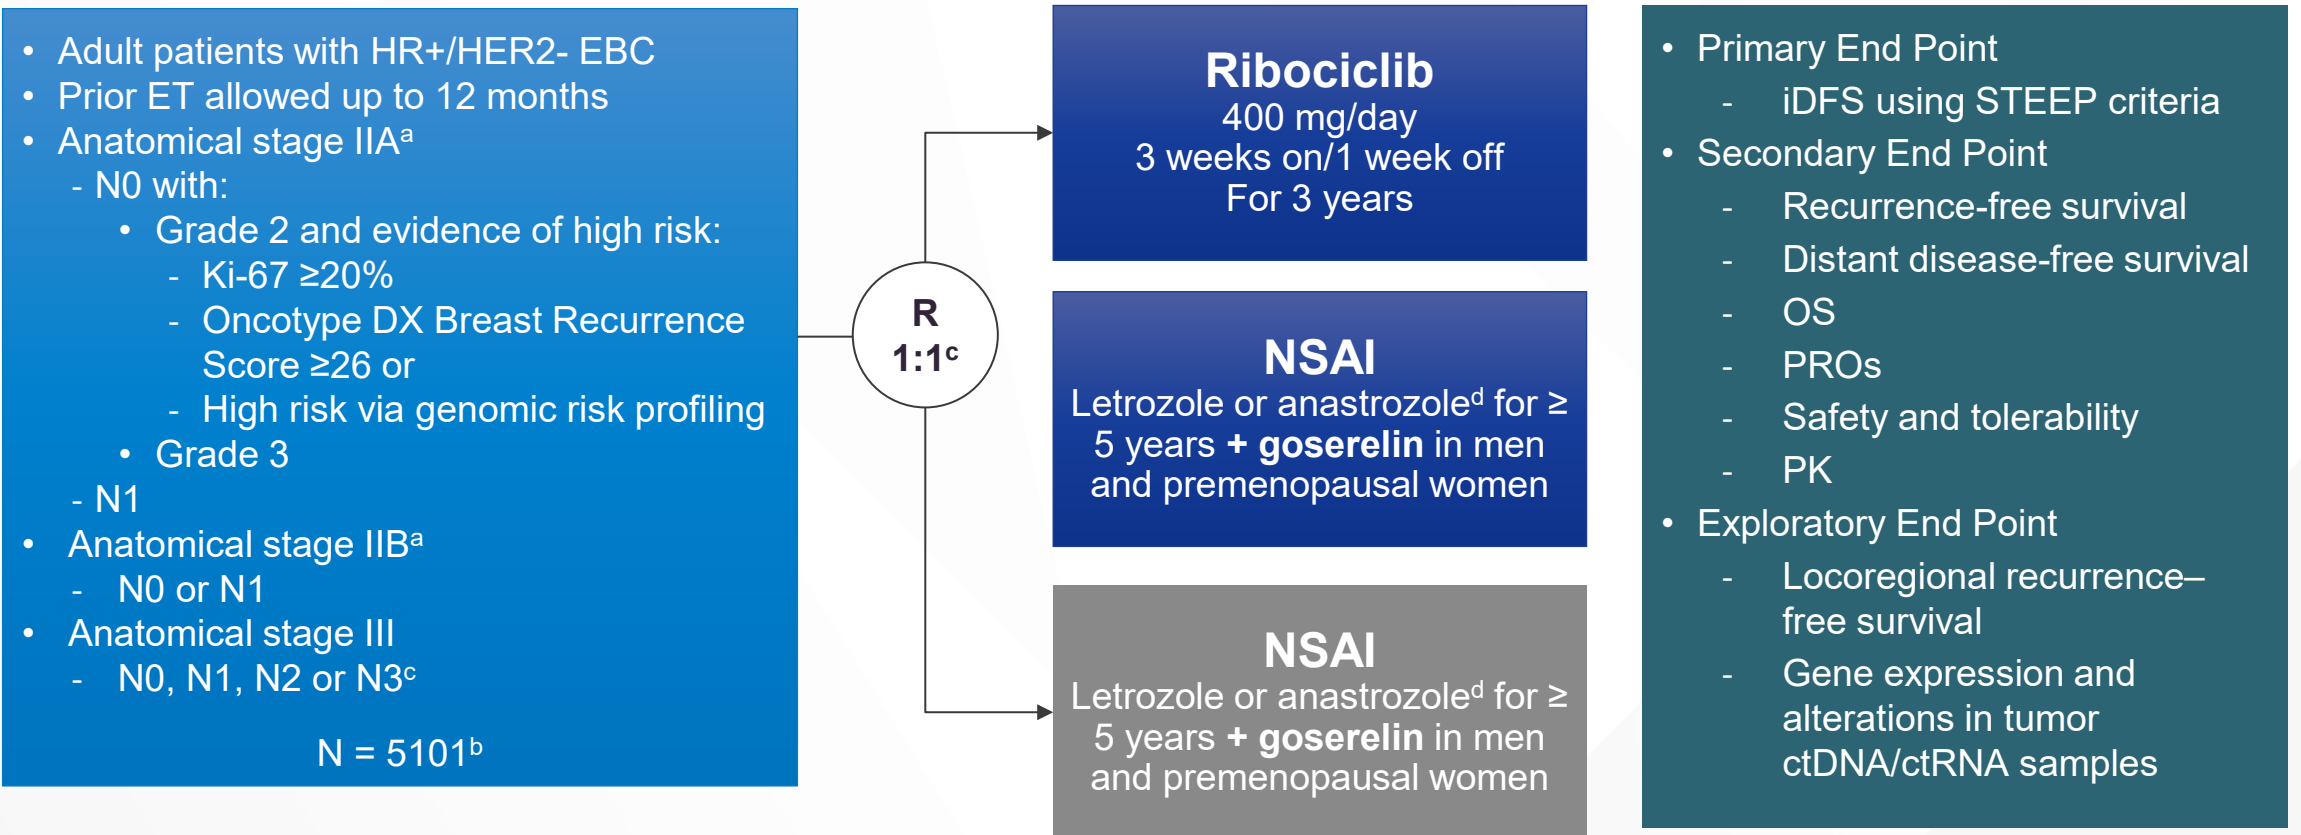 • Adult patients with HR+/HER2- EBC
• Prior ET allowed up to 12 months
• Anatomical stage IIAᵃ
- N0 with:
• Grade 2 and evidence of high risk:
- Ki-67 ≥20%
- Oncotype DX Breast Recurrence
Score ≥26 or
- High risk via genomic risk profiling
• Grade 3
- N1
• Anatomical stage IIBᵃ
- N0 or N1
• Anatomical stage III
- N0, N1, N2 or N3ᶜ
N = 5101ᵇ
R
1:1ᶜ
Ribociclib
400 mg/day
3 weeks on/1 week off
For 3 years
NSAI
Letrozole or anastrozoleᵈ for ≥
5 years + goserelin in men
and premenopausal women
NSAI
Letrozole or anastrozoleᵈ for ≥
5 years + goserelin in men
and premenopausal women
• Primary End Point
- iDFS using STEEP criteria
• Secondary End Point
- Recurrence-free survival
- Distant disease-free survival
- OS
- PROs
- Safety and tolerability
- PK
• Exploratory End Point
- Locoregional recurrence–
free survival
- Gene expression and
alterations in tumor
ctDNA/ctRNA samples